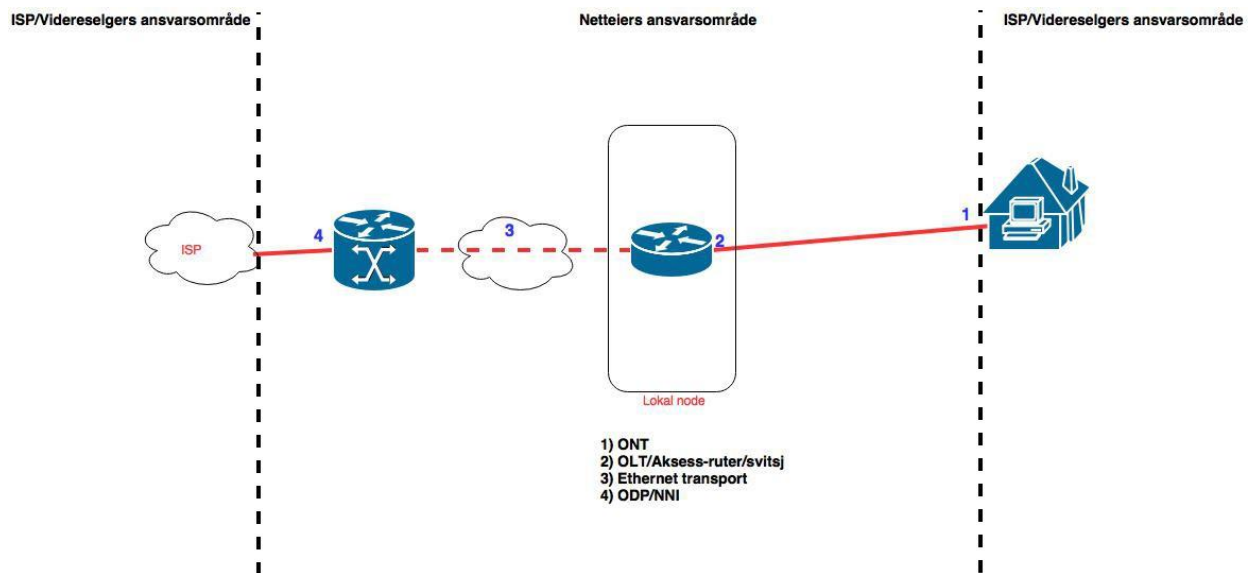 ISP/Videreselgers ansvarsområde
Netteiers ansvarsområde
ISP/Videreselgers ansvarsområde
ISP
4
3
2
1
Lokal node
1) ONT
2) OLT/Aksess-ruter/svitsj
3) Ethernet transport
4) ODP/NNI